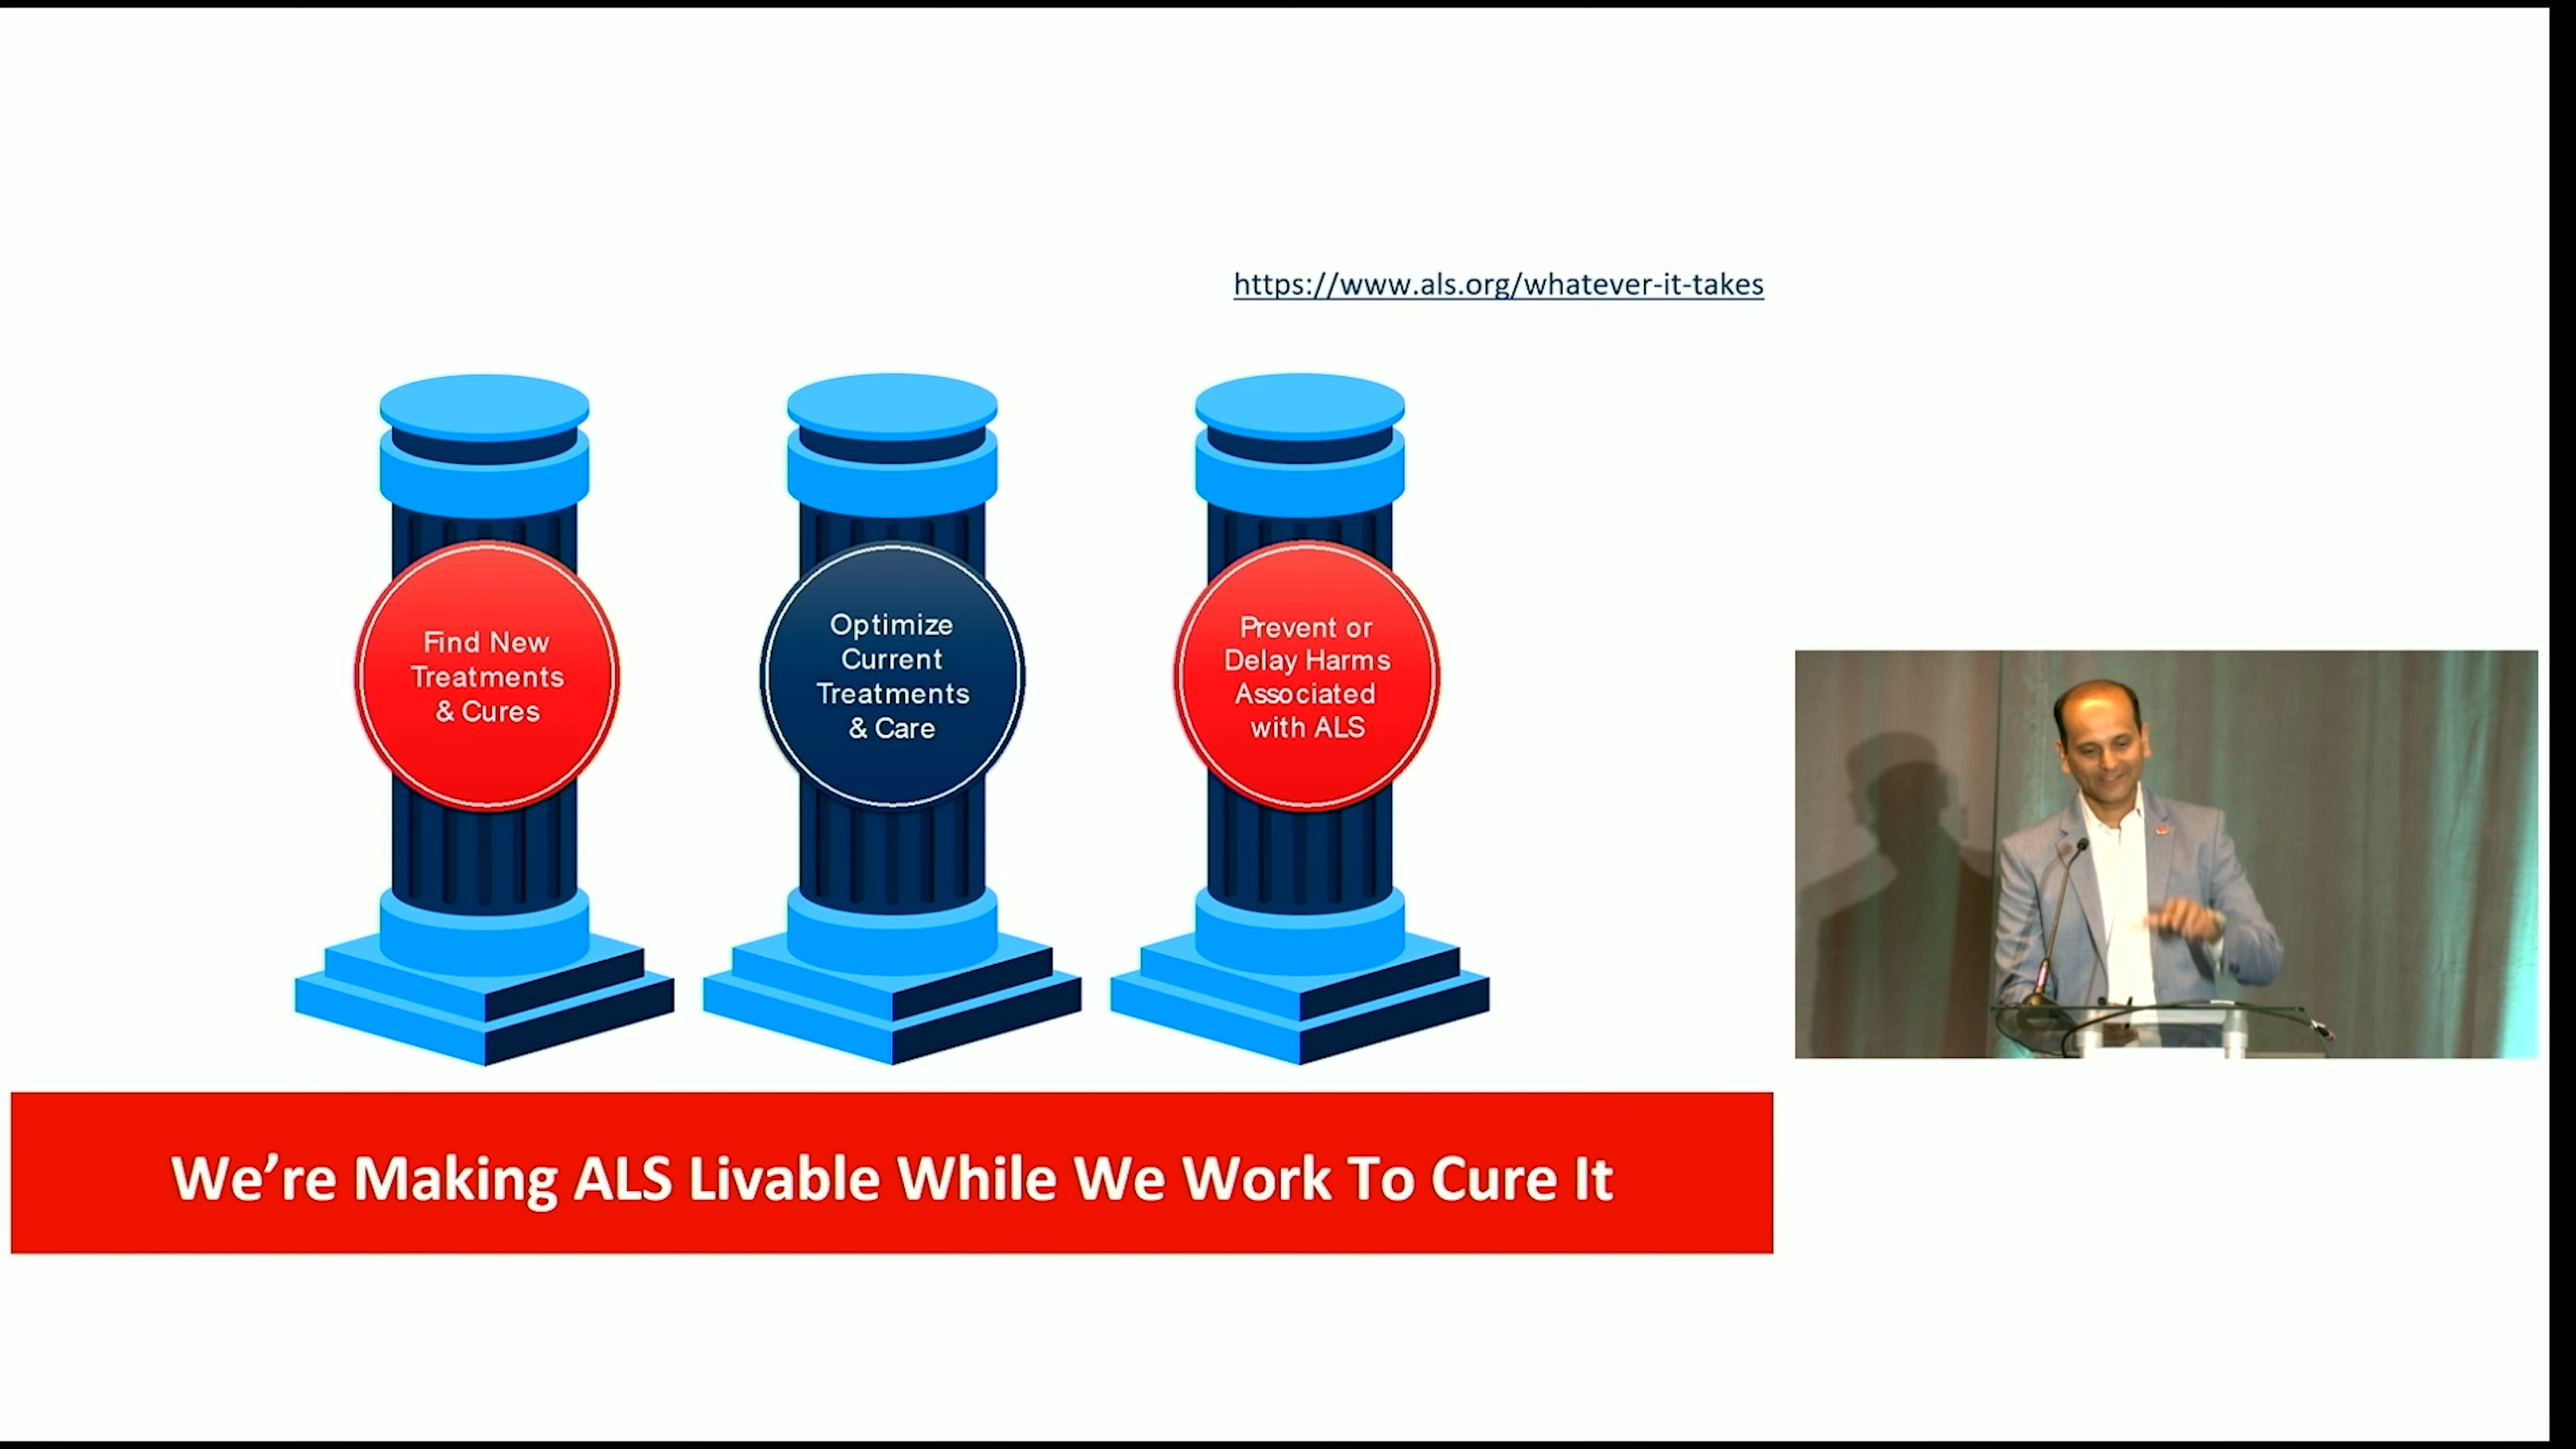 https://www.als.org/whatever-it-takes
Find New
Treatments
& Cures
Optimize
Current
Treatments
& Care
Prevent or
Delay Harms
Associated
with ALS
We’re Making ALS Livable While We Work To Cure It